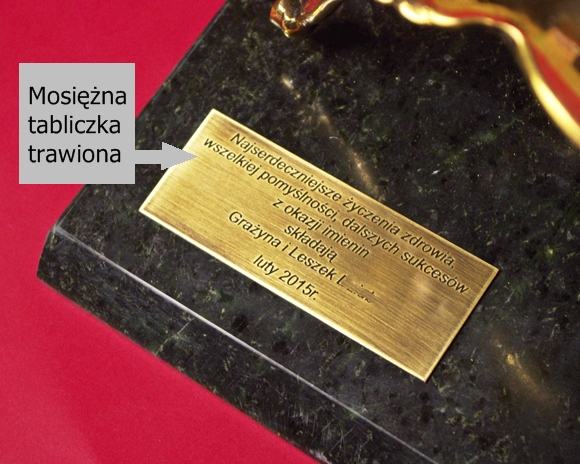 Mosiężna
tabliczka
trawiona
Najserdeczniejsze życzenia zdrowia,
wszelkiej pomyślności, dalszych sukcesów
z okazji imienin
składają
Grażyna i Leszek
luty 2015r.